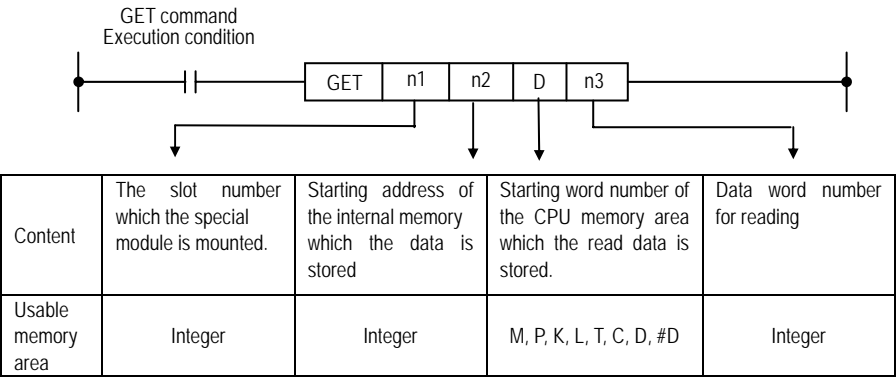 GET command
Execution condition
GET n1 n2 D n3
Content
The slot number
which the special
module is mounted.
Starting address of
the internal memory
which the data is
stored
Starting word number of
the CPU memory area
which the read data is
stored.
Data word number
for reading
Usable
memory
area
Integer
Integer
M, P, K, L, T, C, D, #D
Integer